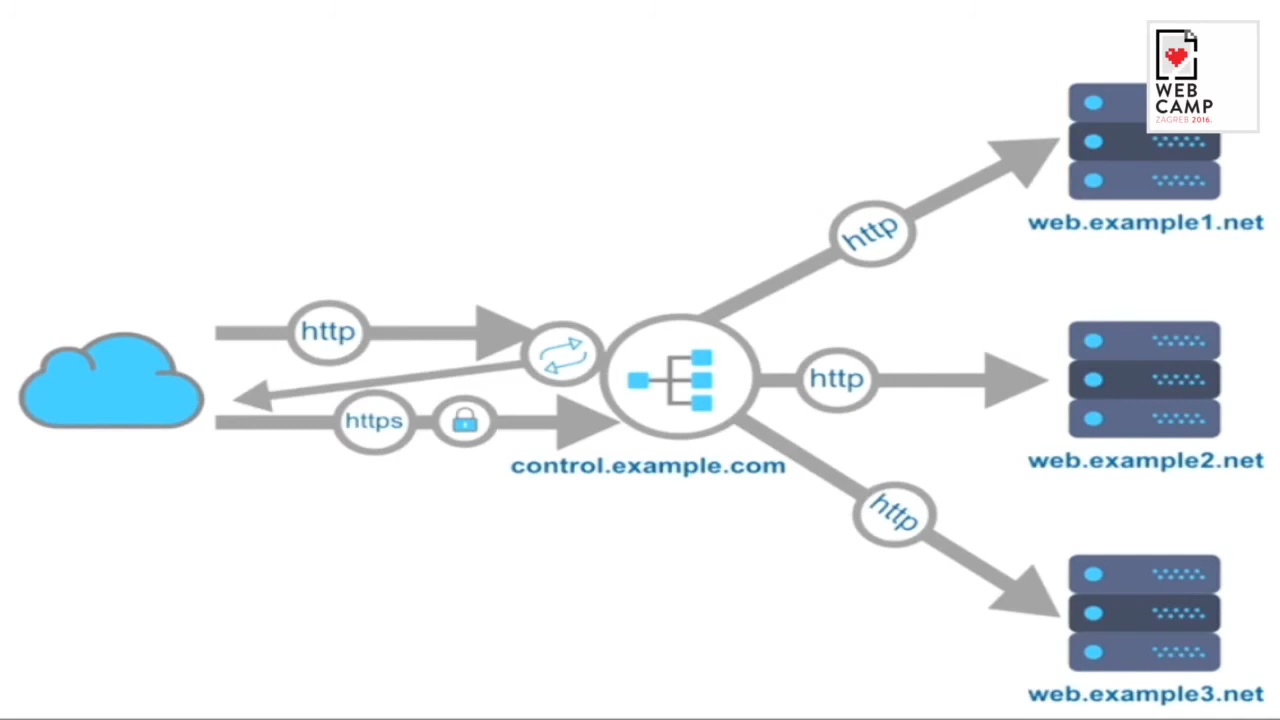 WEB
CAMP
ZAGREB 2016.
web.example1.net
http
http
http
web.example2.net
https
control.example.com
http
web.example3.net